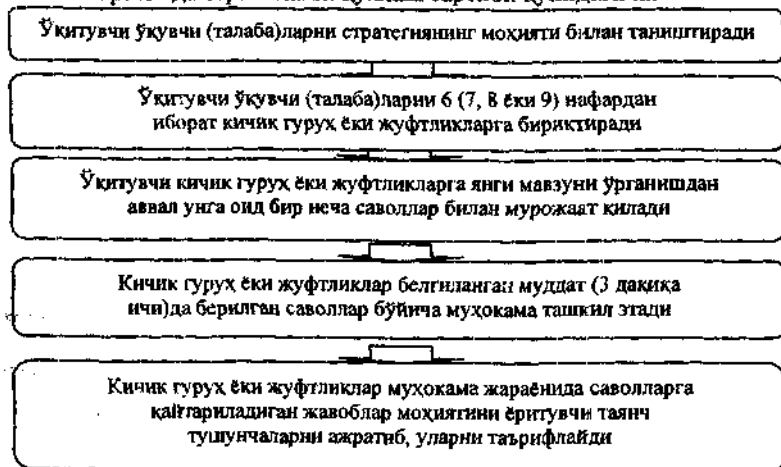 Ўқитувчи ўқувчи (талаба)ларни стратегиянинг моҳияти билан таништиради
Ўқитувчи ўқувчи (талаба)ларни 6 (7, 8 ёки 9) нафардан
иборат кичик гуруҳ ёки жуфтликларга бириктиради
Ўқитувчи кичик гуруҳ ёки жуфтликларга янги мавзуни ўрганишдан
аввал унга оид бир неча саволлар билан мурожаат қилади
Кичик гуруҳ ёки жуфтликлар белгиланган муддат (3 дақиқа
ичи)да берилган саволлар бўйича муҳокама ташкил этади
Кичик гуруҳ ёки жуфтликлар муҳокама жараёнида саволларга
қайтариладиган жавоблар моҳиятини ёритувчи таянч
тушунчаларни ажратиб, уларни таърифлайди